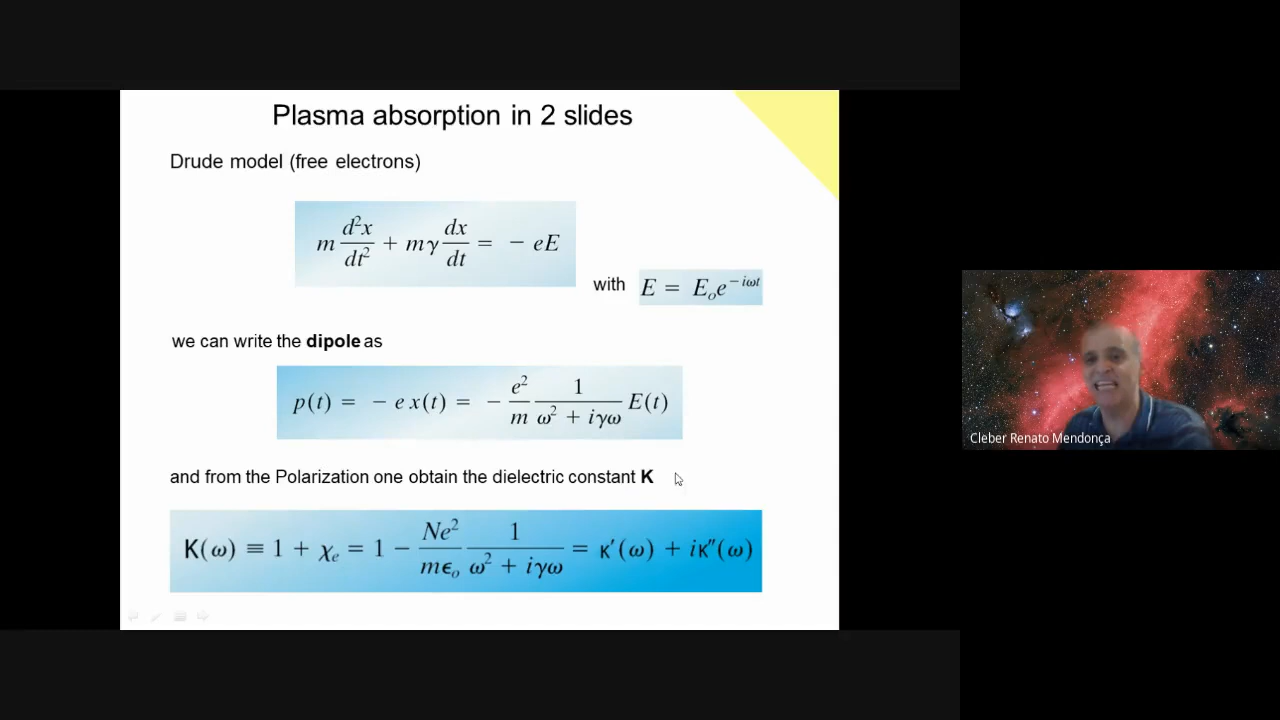 Plasma absorption in 2 slides
Drude model (free electrons)
m d²x/dt² + mγ dx/dt = − eE
with E = E₀e^(−iωt)
we can write the dipole as
p(t) = − e x(t) = − e²/m 1/(ω² + iγω) E(t)
and from the Polarization one obtain the dielectric constant K
K(ω) ≡ 1 + χₑ = 1 − Ne²/(mϵ₀) 1/(ω² + iγω) = κ′(ω) + iκ″(ω)
Cleber Renato Mendonça